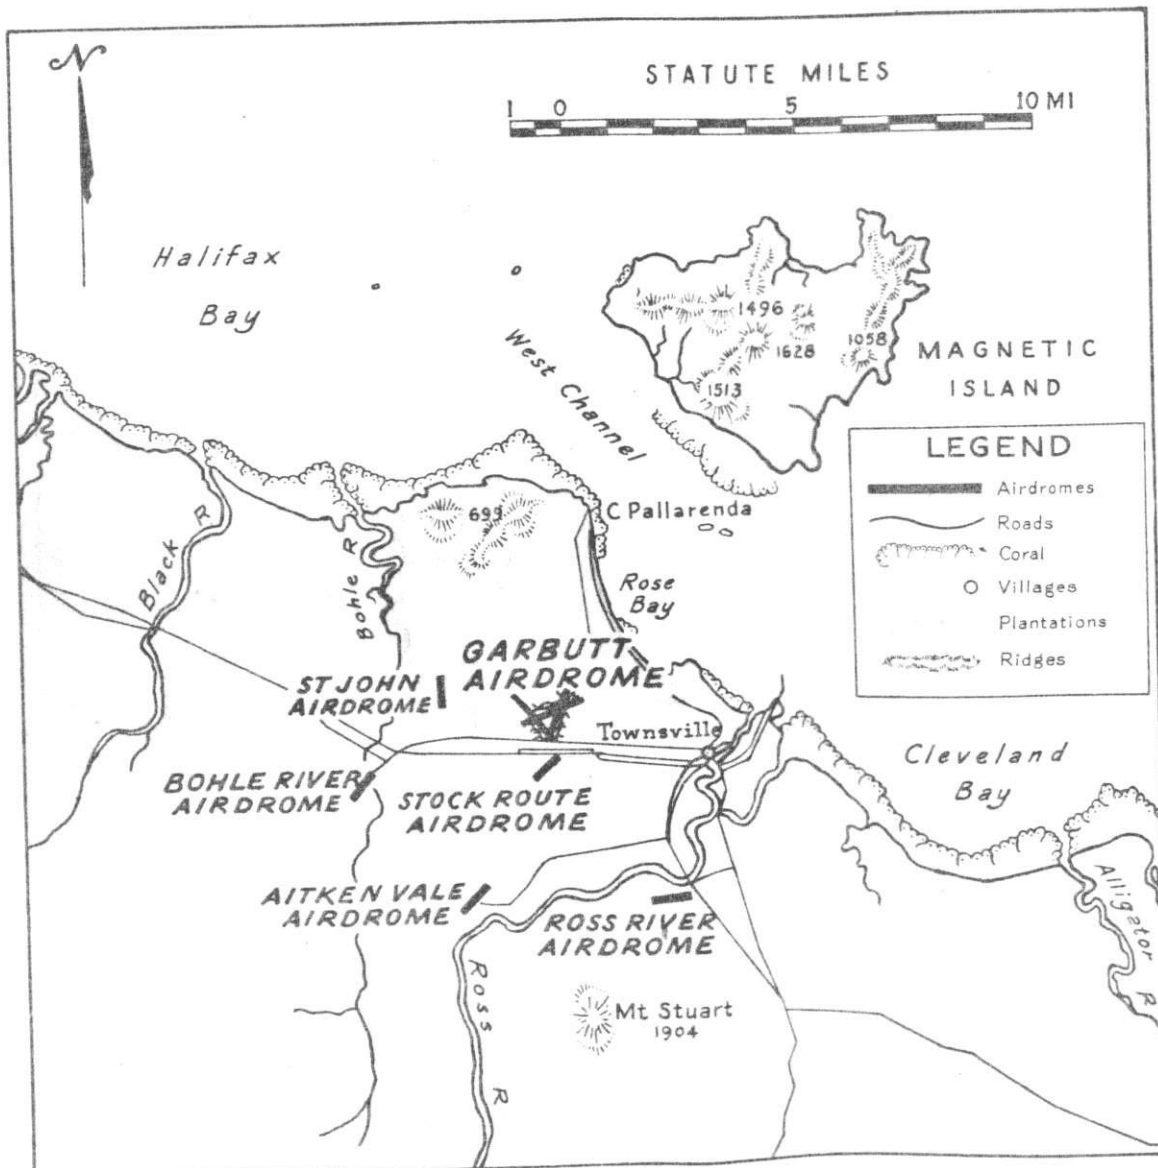 N
STATUTE MILES
1 0 5 10 MI
Halifax
Bay
West Channel
1496
1628
1058
1513
MAGNETIC
ISLAND
LEGEND
Airdromes
Roads
Coral
Villages
Plantations
Ridges
699
C Pallarenda
Black R
Bohle R
Rose
Bay
GARBUTT
AIRDROME
ST JOHN
AIRDROME
Townsville
Cleveland
Bay
BOHLE RIVER
AIRDROME
STOCK ROUTE
AIRDROME
AITKEN VALE
AIRDROME
ROSS RIVER
AIRDROME
Alligator R
Ross R
Mt Stuart
1904